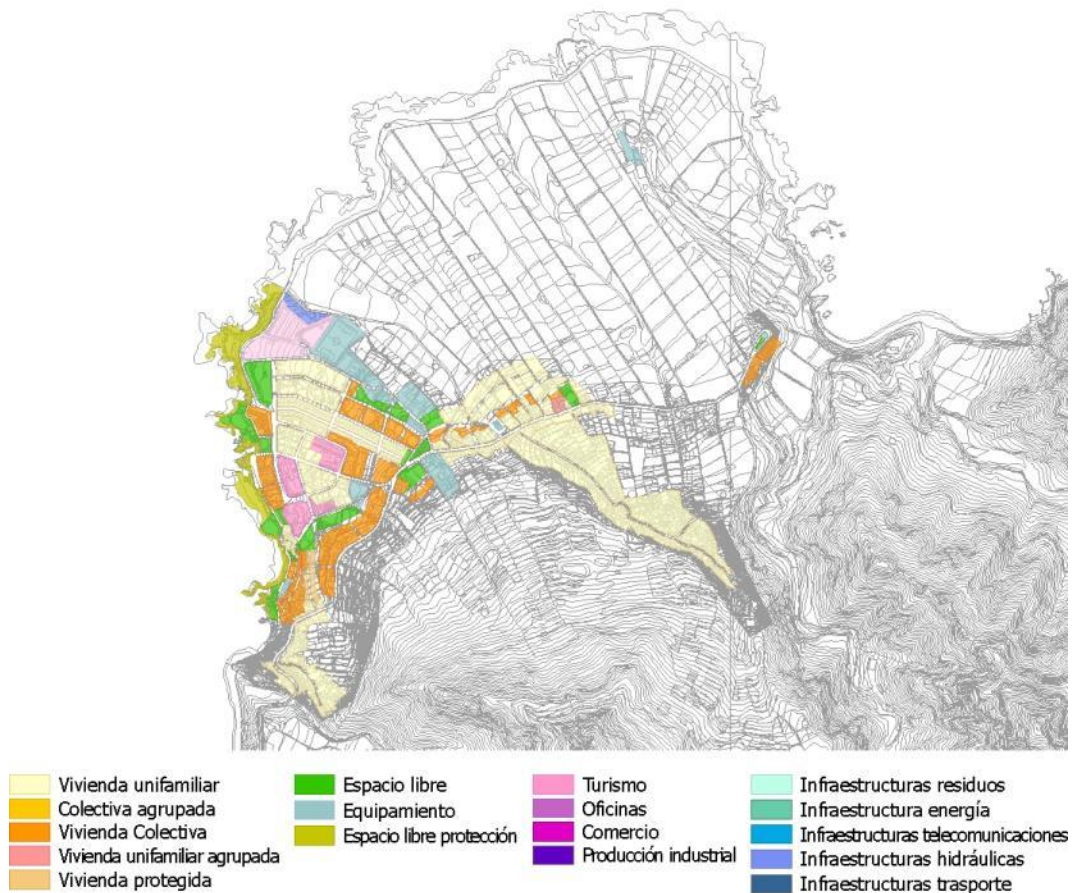 Vivienda unifamiliar
Colectiva agrupada
Vivienda Colectiva
Vivienda unifamiliar agrupada
Vivienda protegida
Espacio libre
Equipamiento
Espacio libre protección
Turismo
Oficinas
Comercio
Producción industrial
Infraestructuras residuos
Infraestructura energía
Infraestructuras telecomunicaciones
Infraestructuras hidráulicas
Infraestructuras trasporte